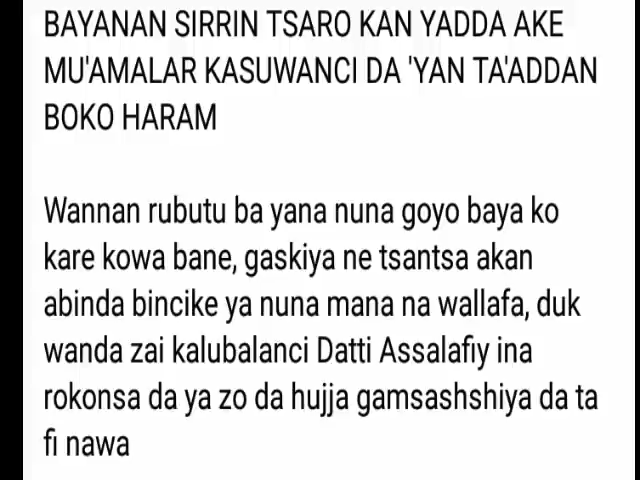 BAYANAN SIRRIN TSARO KAN YADDA AKE
MU'AMALAR KASUWANCI DA 'YAN TA'ADDAN
BOKO HARAM
Wannan rubutu ba yana nuna goyo baya ko
kare kowa bane, gaskiya ne tsantsa akan
abinda bincike ya nuna mana na wallafa, duk
wanda zai kalubalanci Datti Assalafiy ina
rokonsa da ya zo da hujja gamsashshiya da ta
fi nawa